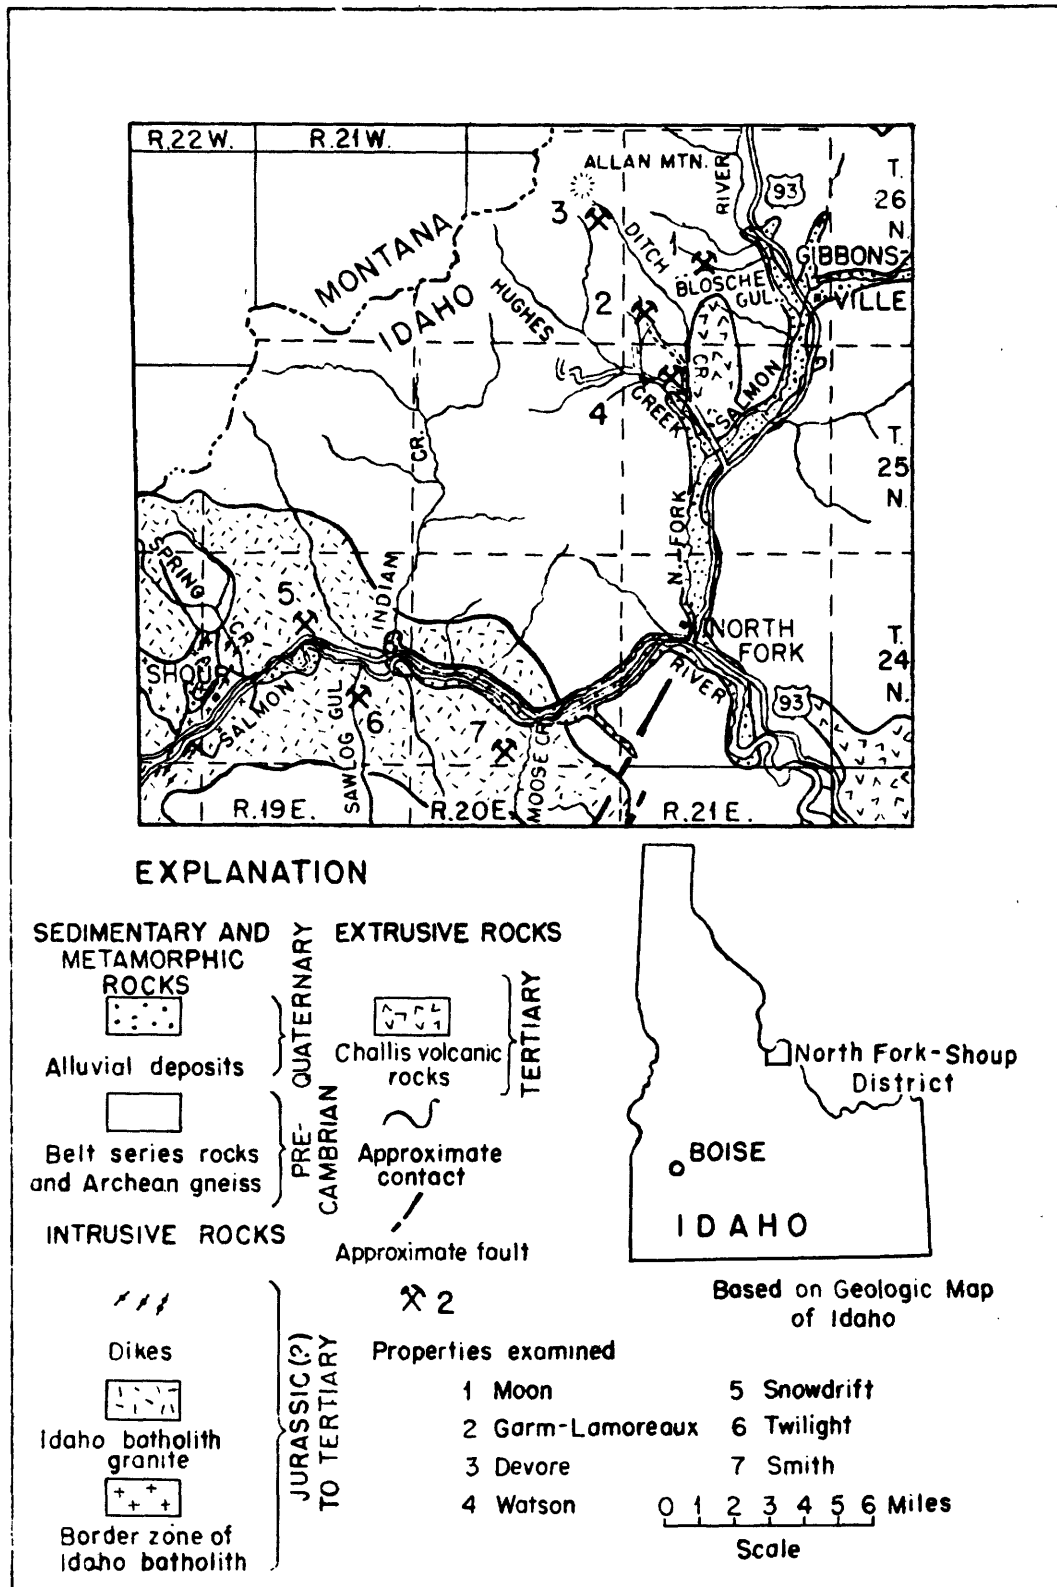 R.22W.
R.21W.
ALLAN MTN.
RIVER
93
T.
26
N.
3
DITCH
1
GIBBONS-
MONTANA
BLOSCHE
GUL.
VILLE
IDAHO
HUGHES
2
CR.
SALMON
4
CREEK
CR.
T.
25
N.
N. FORK
SPRING
CR.
5
INDIAN
NORTH
FORK
T.
24
N.
SHOUP
SALMON
RIVER
93
SAWLOG GUL
6
7
MOOSE CR.
R.19E.
R.20E.
R.21E.
EXPLANATION
SEDIMENTARY AND
METAMORPHIC
ROCKS
Alluvial deposits
QUATERNARY
Belt series rocks
and Archean gneiss
PRE-
CAMBRIAN
INTRUSIVE ROCKS
Dikes
Idaho batholith
granite
Border zone of
Idaho batholith
JURASSIC(?)
TO TERTIARY
EXTRUSIVE ROCKS
Challis volcanic
rocks
TERTIARY
Approximate
contact
Approximate fault
2
Properties examined
1 Moon
2 Garm-Lamoreaux
3 Devore
4 Watson
5 Snowdrift
6 Twilight
7 Smith
North Fork-Shoup
District
BOISE
IDAHO
Based on Geologic Map
of Idaho
0 1 2 3 4 5 6 Miles
Scale